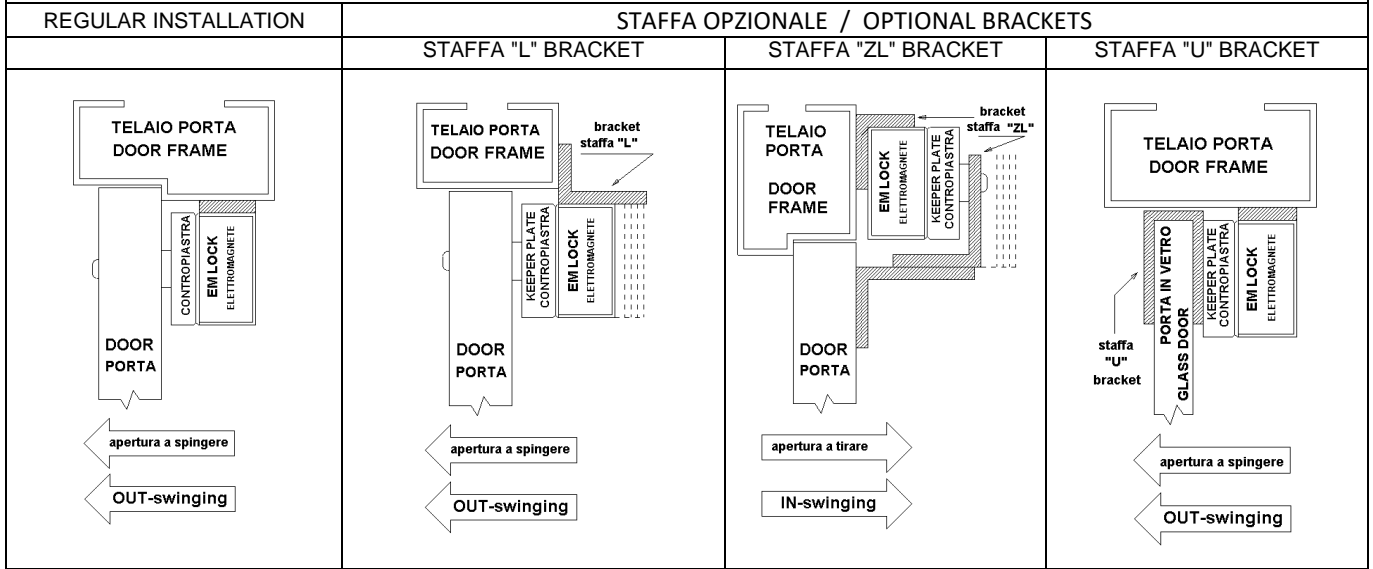 REGULAR INSTALLATION
STAFFA OPZIONALE / OPTIONAL BRACKETS
STAFFA "L" BRACKET
STAFFA "ZL" BRACKET
STAFFA "U" BRACKET
TELAIO PORTA
DOOR FRAME
CONTROPIASTRA
EM LOCK
ELETTROMAGNETE
DOOR
PORTA
apertura a spingere
OUT-swinging
TELAIO PORTA
DOOR FRAME
bracket
staffa "L"
KEEPER PLATE
CONTROPIASTRA
EM LOCK
ELETTROMAGNETE
DOOR
PORTA
apertura a spingere
OUT-swinging
TELAIO
PORTA
DOOR
FRAME
bracket
staffa "ZL"
EM LOCK
ELETTROMAGNETE
KEEPER PLATE
CONTROPIASTRA
DOOR
PORTA
apertura a tirare
IN-swinging
TELAIO PORTA
DOOR FRAME
PORTA IN VETRO
GLASS DOOR
KEEPER PLATE
CONTROPIASTRA
EM LOCK
ELETTROMAGNETE
staffa
"U"
bracket
apertura a spingere
OUT-swinging